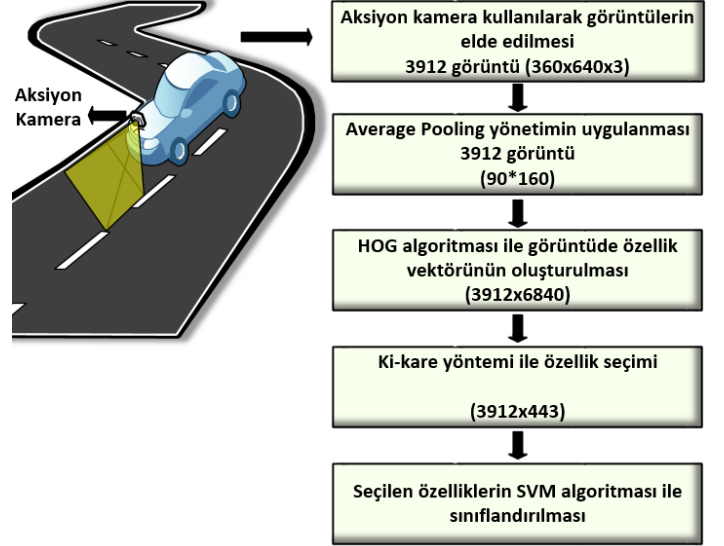 Aksiyon
Kamera
Aksiyon kamera kullanılarak görüntülerin
elde edilmesi
3912 görüntü (360x640x3)
Average Pooling yönetimin uygulanması
3912 görüntü
(90*160)
HOG algoritması ile görüntüde özellik
vektörünün oluşturulması
(3912x6840)
Ki-kare yöntemi ile özellik seçimi
(3912x443)
Seçilen özelliklerin SVM algoritması ile
sınıflandırılması